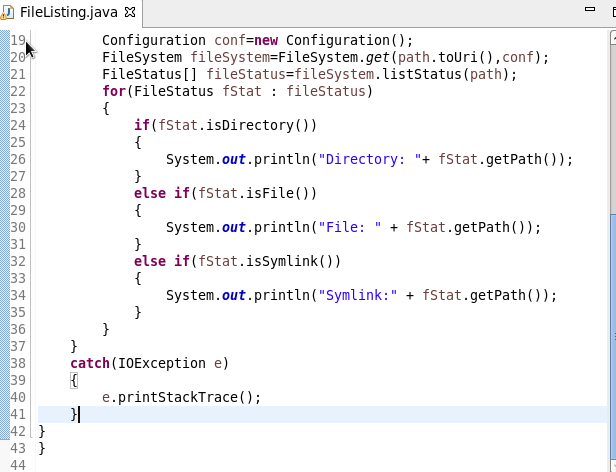 FileListing.java
19 Configuration conf=new Configuration();
20 FileSystem fileSystem=FileSystem.get(path.toUri(),conf);
21 FileStatus[] fileStatus=fileSystem.listStatus(path);
22 for(FileStatus fStat : fileStatus)
23 {
24 if(fStat.isDirectory())
25 {
26 System.out.println("Directory: "+ fStat.getPath());
27 }
28 else if(fStat.isFile())
29 {
30 System.out.println("File: " + fStat.getPath());
31 }
32 else if(fStat.isSymlink())
33 {
34 System.out.println("Symlink:" + fStat.getPath());
35 }
36 }
37 }
38 catch(IOException e)
39 {
40 e.printStackTrace();
41 }
42 }
43 }
44